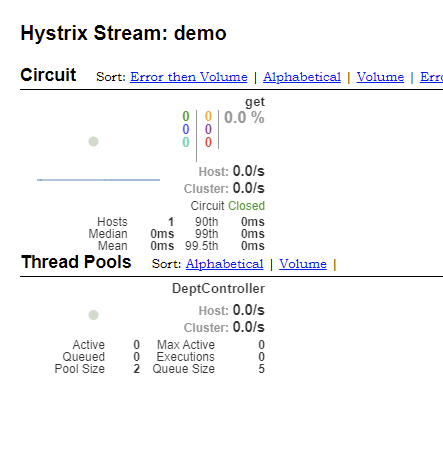 Hystrix Stream: demo
Circuit Sort: Error then Volume | Alphabetical | Volume | Erro
get
0 0 0.0 %
0 0
0 0
Host: 0.0/s
Cluster: 0.0/s
Circuit Closed
Hosts 1 90th 0ms
Median 0ms 99th 0ms
Mean 0ms 99.5th 0ms
Thread Pools Sort: Alphabetical | Volume |
DeptController
Host: 0.0/s
Cluster: 0.0/s
Active 0 Max Active 0
Queued 0 Executions 0
Pool Size 2 Queue Size 5